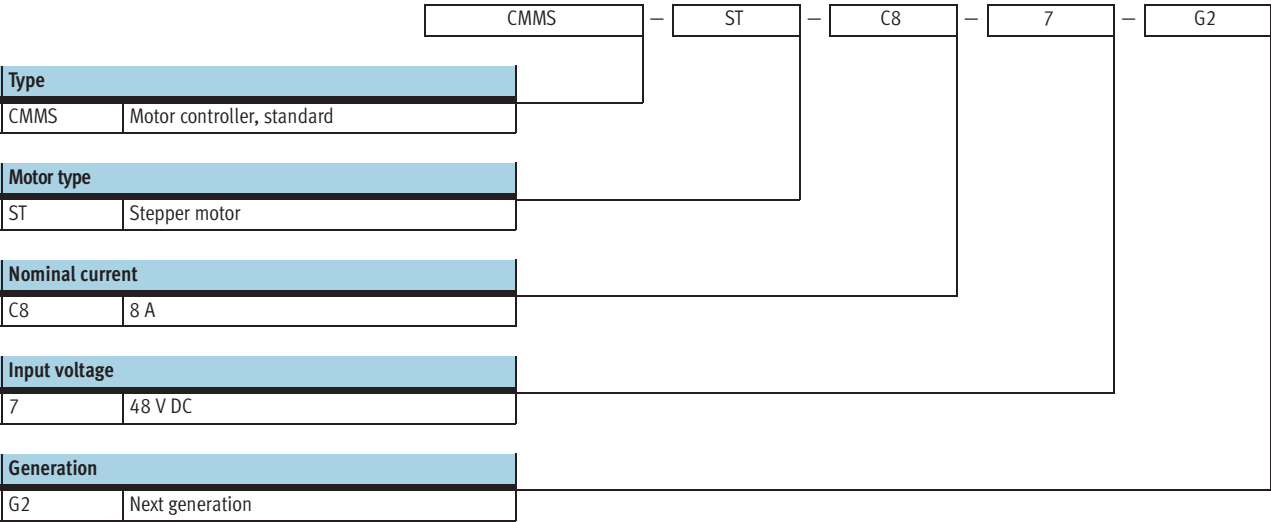 CMMS — ST — C8 — 7 — G2
Type
CMMS Motor controller, standard
Motor type
ST Stepper motor
Nominal current
C8 8 A
Input voltage
7 48 V DC
Generation
G2 Next generation